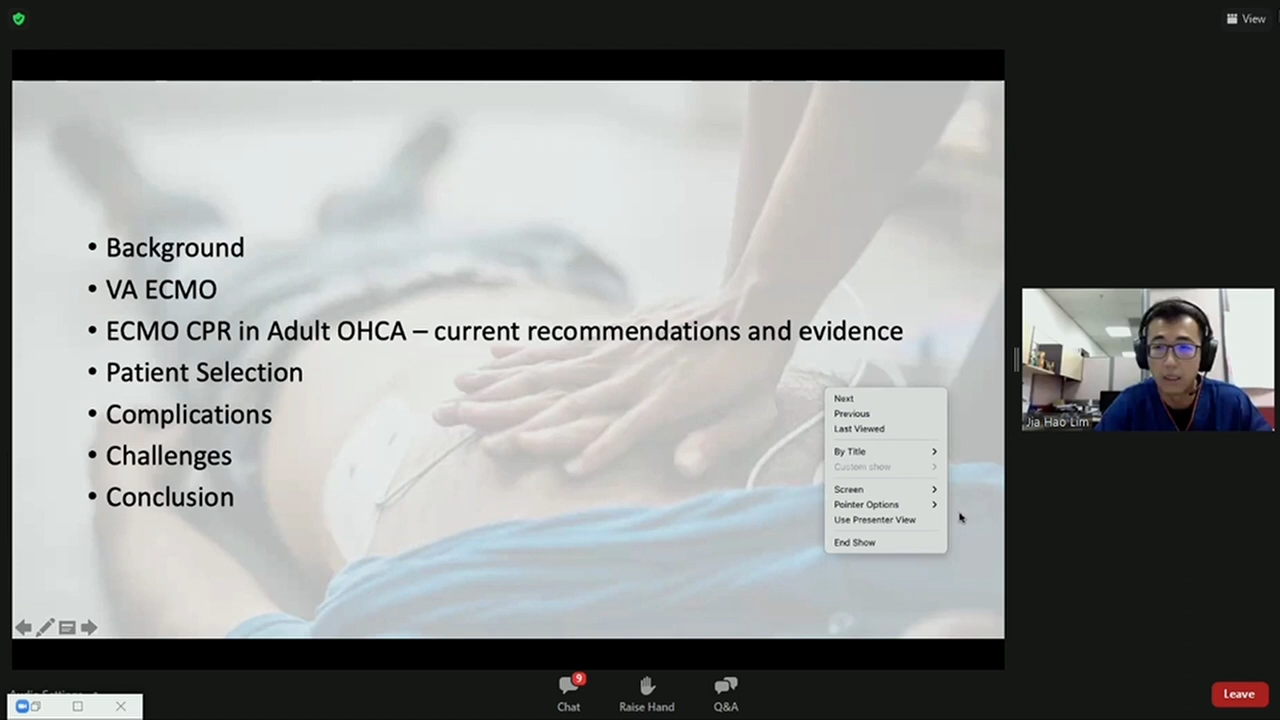 View
• Background
• VA ECMO
• ECMO CPR in Adult OHCA – current recommendations and evidence
• Patient Selection
• Complications
• Challenges
• Conclusion
Next
Previous
Last Viewed
By Title
Custom show
Screen
Pointer Options
Use Presenter View
End Show
Jia Hao Lim
9
Chat
Raise Hand
Q&A
Leave